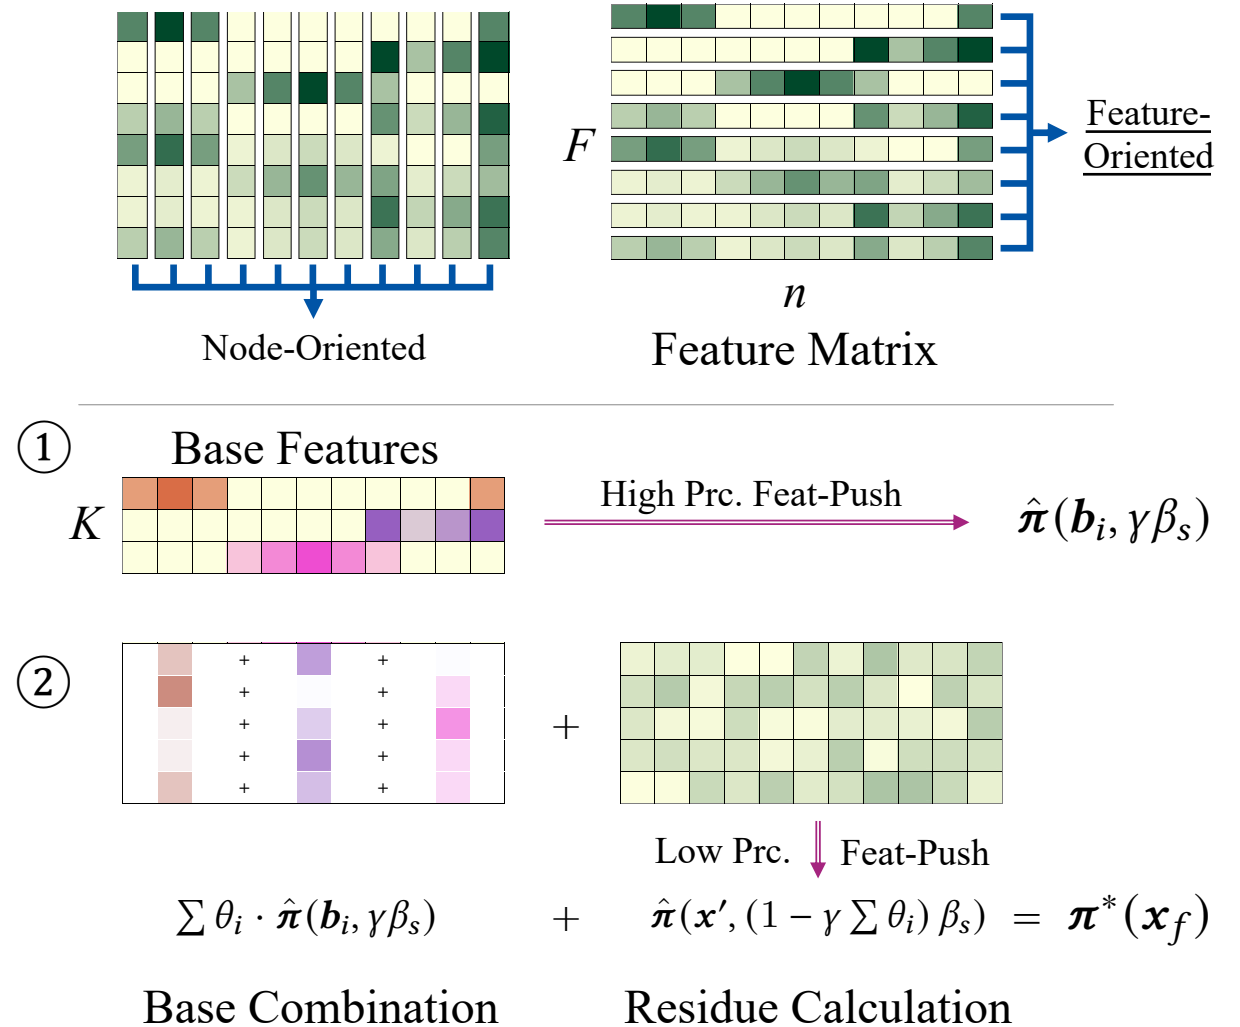 F
Feature-
Oriented
n
Node-Oriented
Feature Matrix
①
Base Features
K
High Prc. Feat-Push
π̂(b_i, γβ_s)
②
+ +
+ +
+ +
+ +
+ +
+
Low Prc. Feat-Push
∑ θ_i · π̂(b_i, γβ_s) + π̂(x′, (1 − γ ∑ θ_i) β_s) = π*(x_f)
Base Combination
Residue Calculation